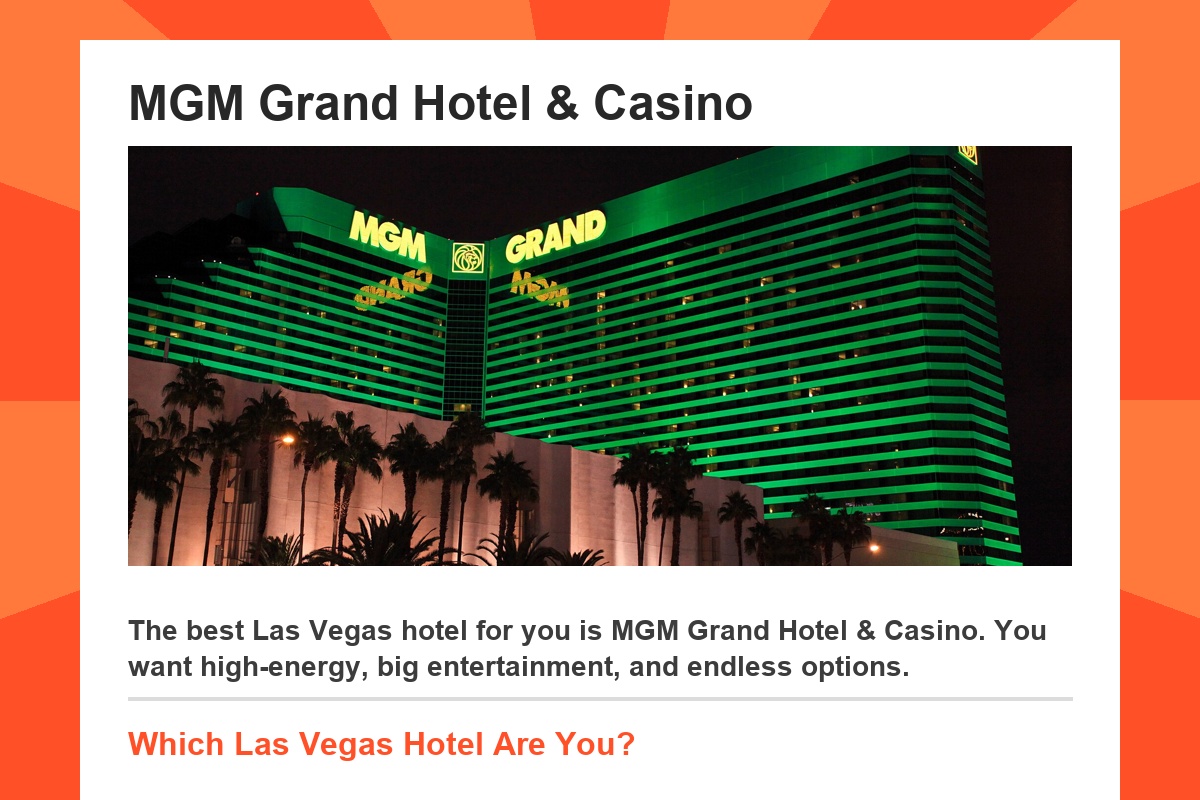 MGM Grand Hotel & Casino
MGM GRAND
GRAND MGM
The best Las Vegas hotel for you is MGM Grand Hotel & Casino. You
want high-energy, big entertainment, and endless options.
Which Las Vegas Hotel Are You?